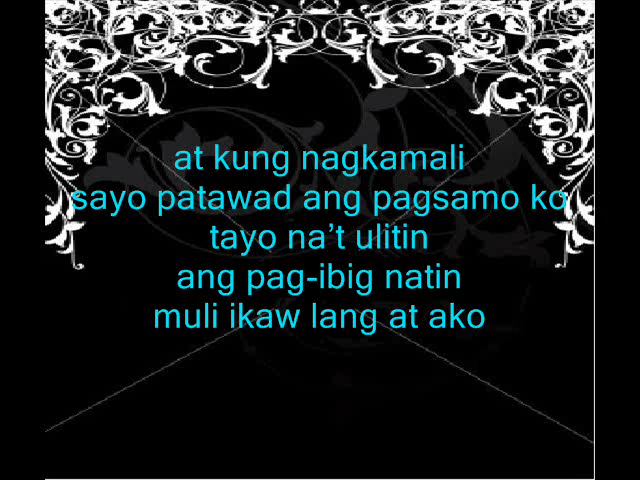 at kung nagkamali
sayo patawad ang pagsamo ko
tayo na’t ulitin
ang pag-ibig natin
muli ikaw lang at ako